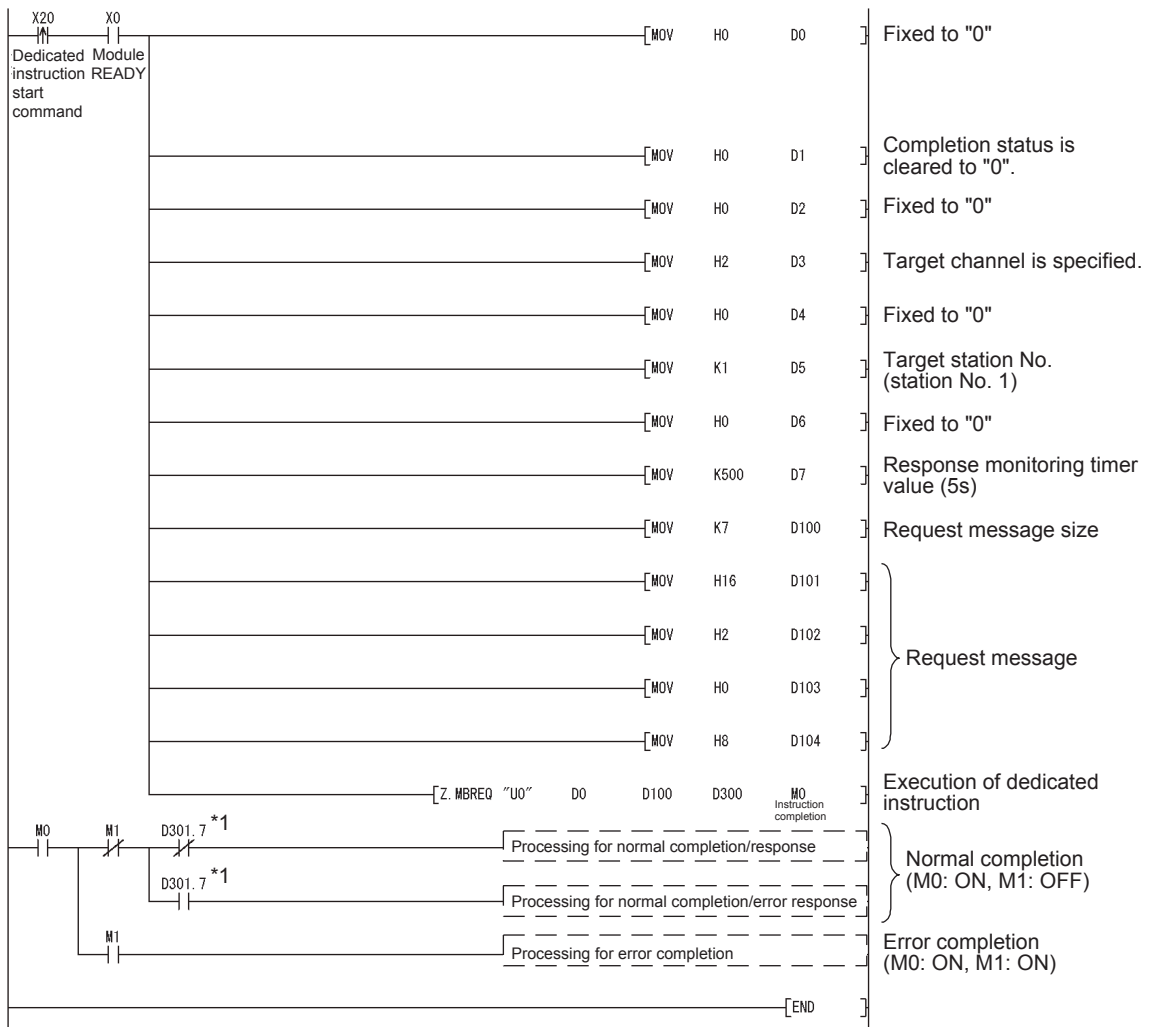 X20 X0
[MOV H0 D0 ] Fixed to "0"
Dedicated Module
instruction READY
start
command
[MOV H0 D1 ] Completion status is
cleared to "0".
[MOV H0 D2 ] Fixed to "0"
[MOV H2 D3 ] Target channel is specified.
[MOV H0 D4 ] Fixed to "0"
[MOV K1 D5 ] Target station No.
(station No. 1)
[MOV H0 D6 ] Fixed to "0"
[MOV K500 D7 ] Response monitoring timer
value (5s)
[MOV K7 D100 ] Request message size
[MOV H16 D101 ]
[MOV H2 D102 ]
Request message
[MOV H0 D103 ]
[MOV H8 D104 ]
[Z.MBREQ "U0" D0 D100 D300 M0 ] Execution of dedicated
instruction
Instruction
completion
M0 M1 D301.7 *1
Processing for normal completion/response
Normal completion
(M0: ON, M1: OFF)
D301.7 *1
Processing for normal completion/error response
M1
Processing for error completion
Error completion
(M0: ON, M1: ON)
[END ]